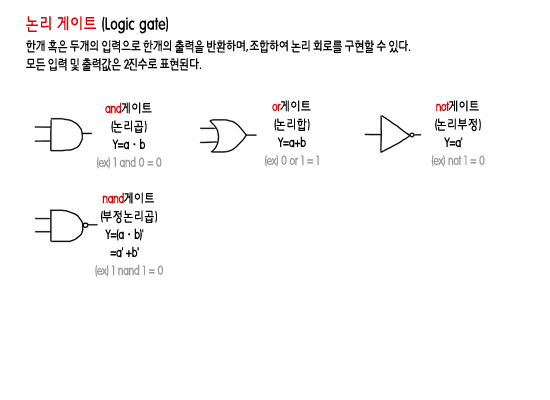 논리 게이트 (Logic gate)
한개 혹은 두개의 입력으로 한개의 출력을 반환하며, 조합하여 논리 회로를 구현할 수 있다.
모든 입력 및 출력값은 2진수로 표현된다.
and게이트
(논리곱)
Y=a · b
(ex) 1 and 0 = 0
or게이트
(논리합)
Y=a+b
(ex) 0 or 1 = 1
not게이트
(논리부정)
Y=a'
(ex) not 1 = 0
nand게이트
(부정논리곱)
Y=(a · b)'
=a' +b'
(ex) 1 nand 1 = 0